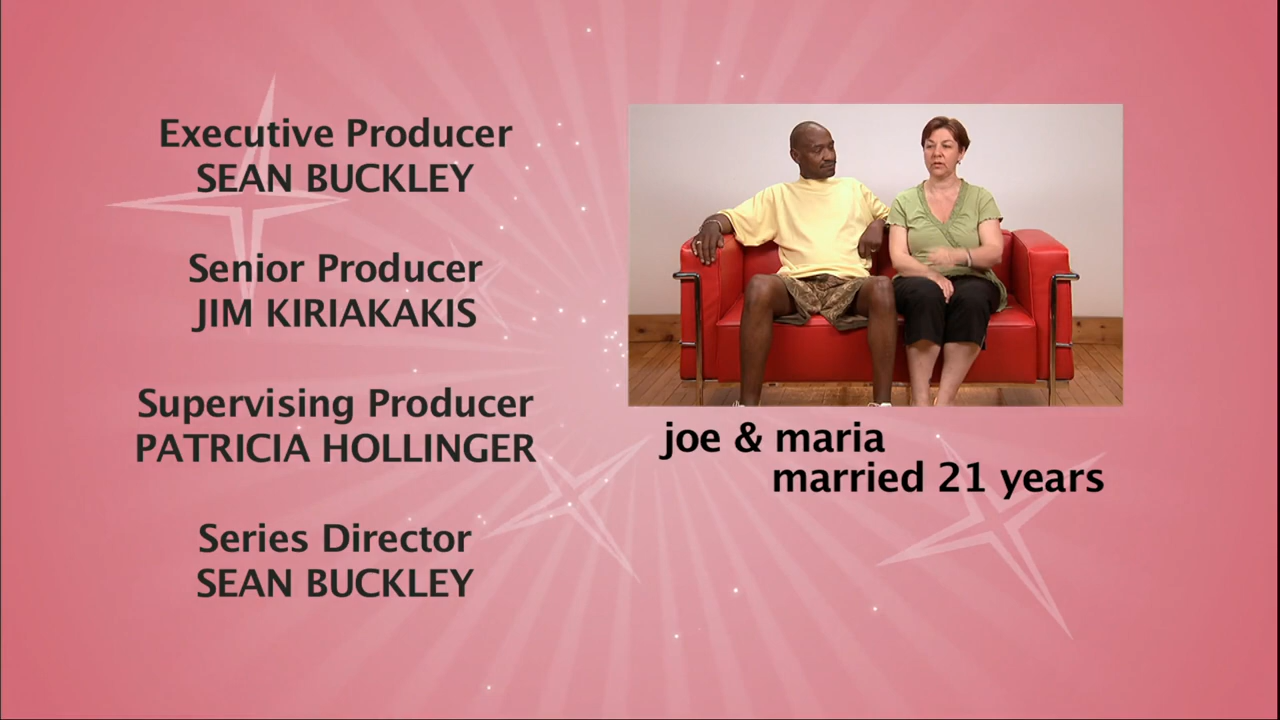 Executive Producer
SEAN BUCKLEY
Senior Producer
JIM KIRIAKAKIS
Supervising Producer
PATRICIA HOLLINGER
Series Director
SEAN BUCKLEY
joe & maria
married 21 years